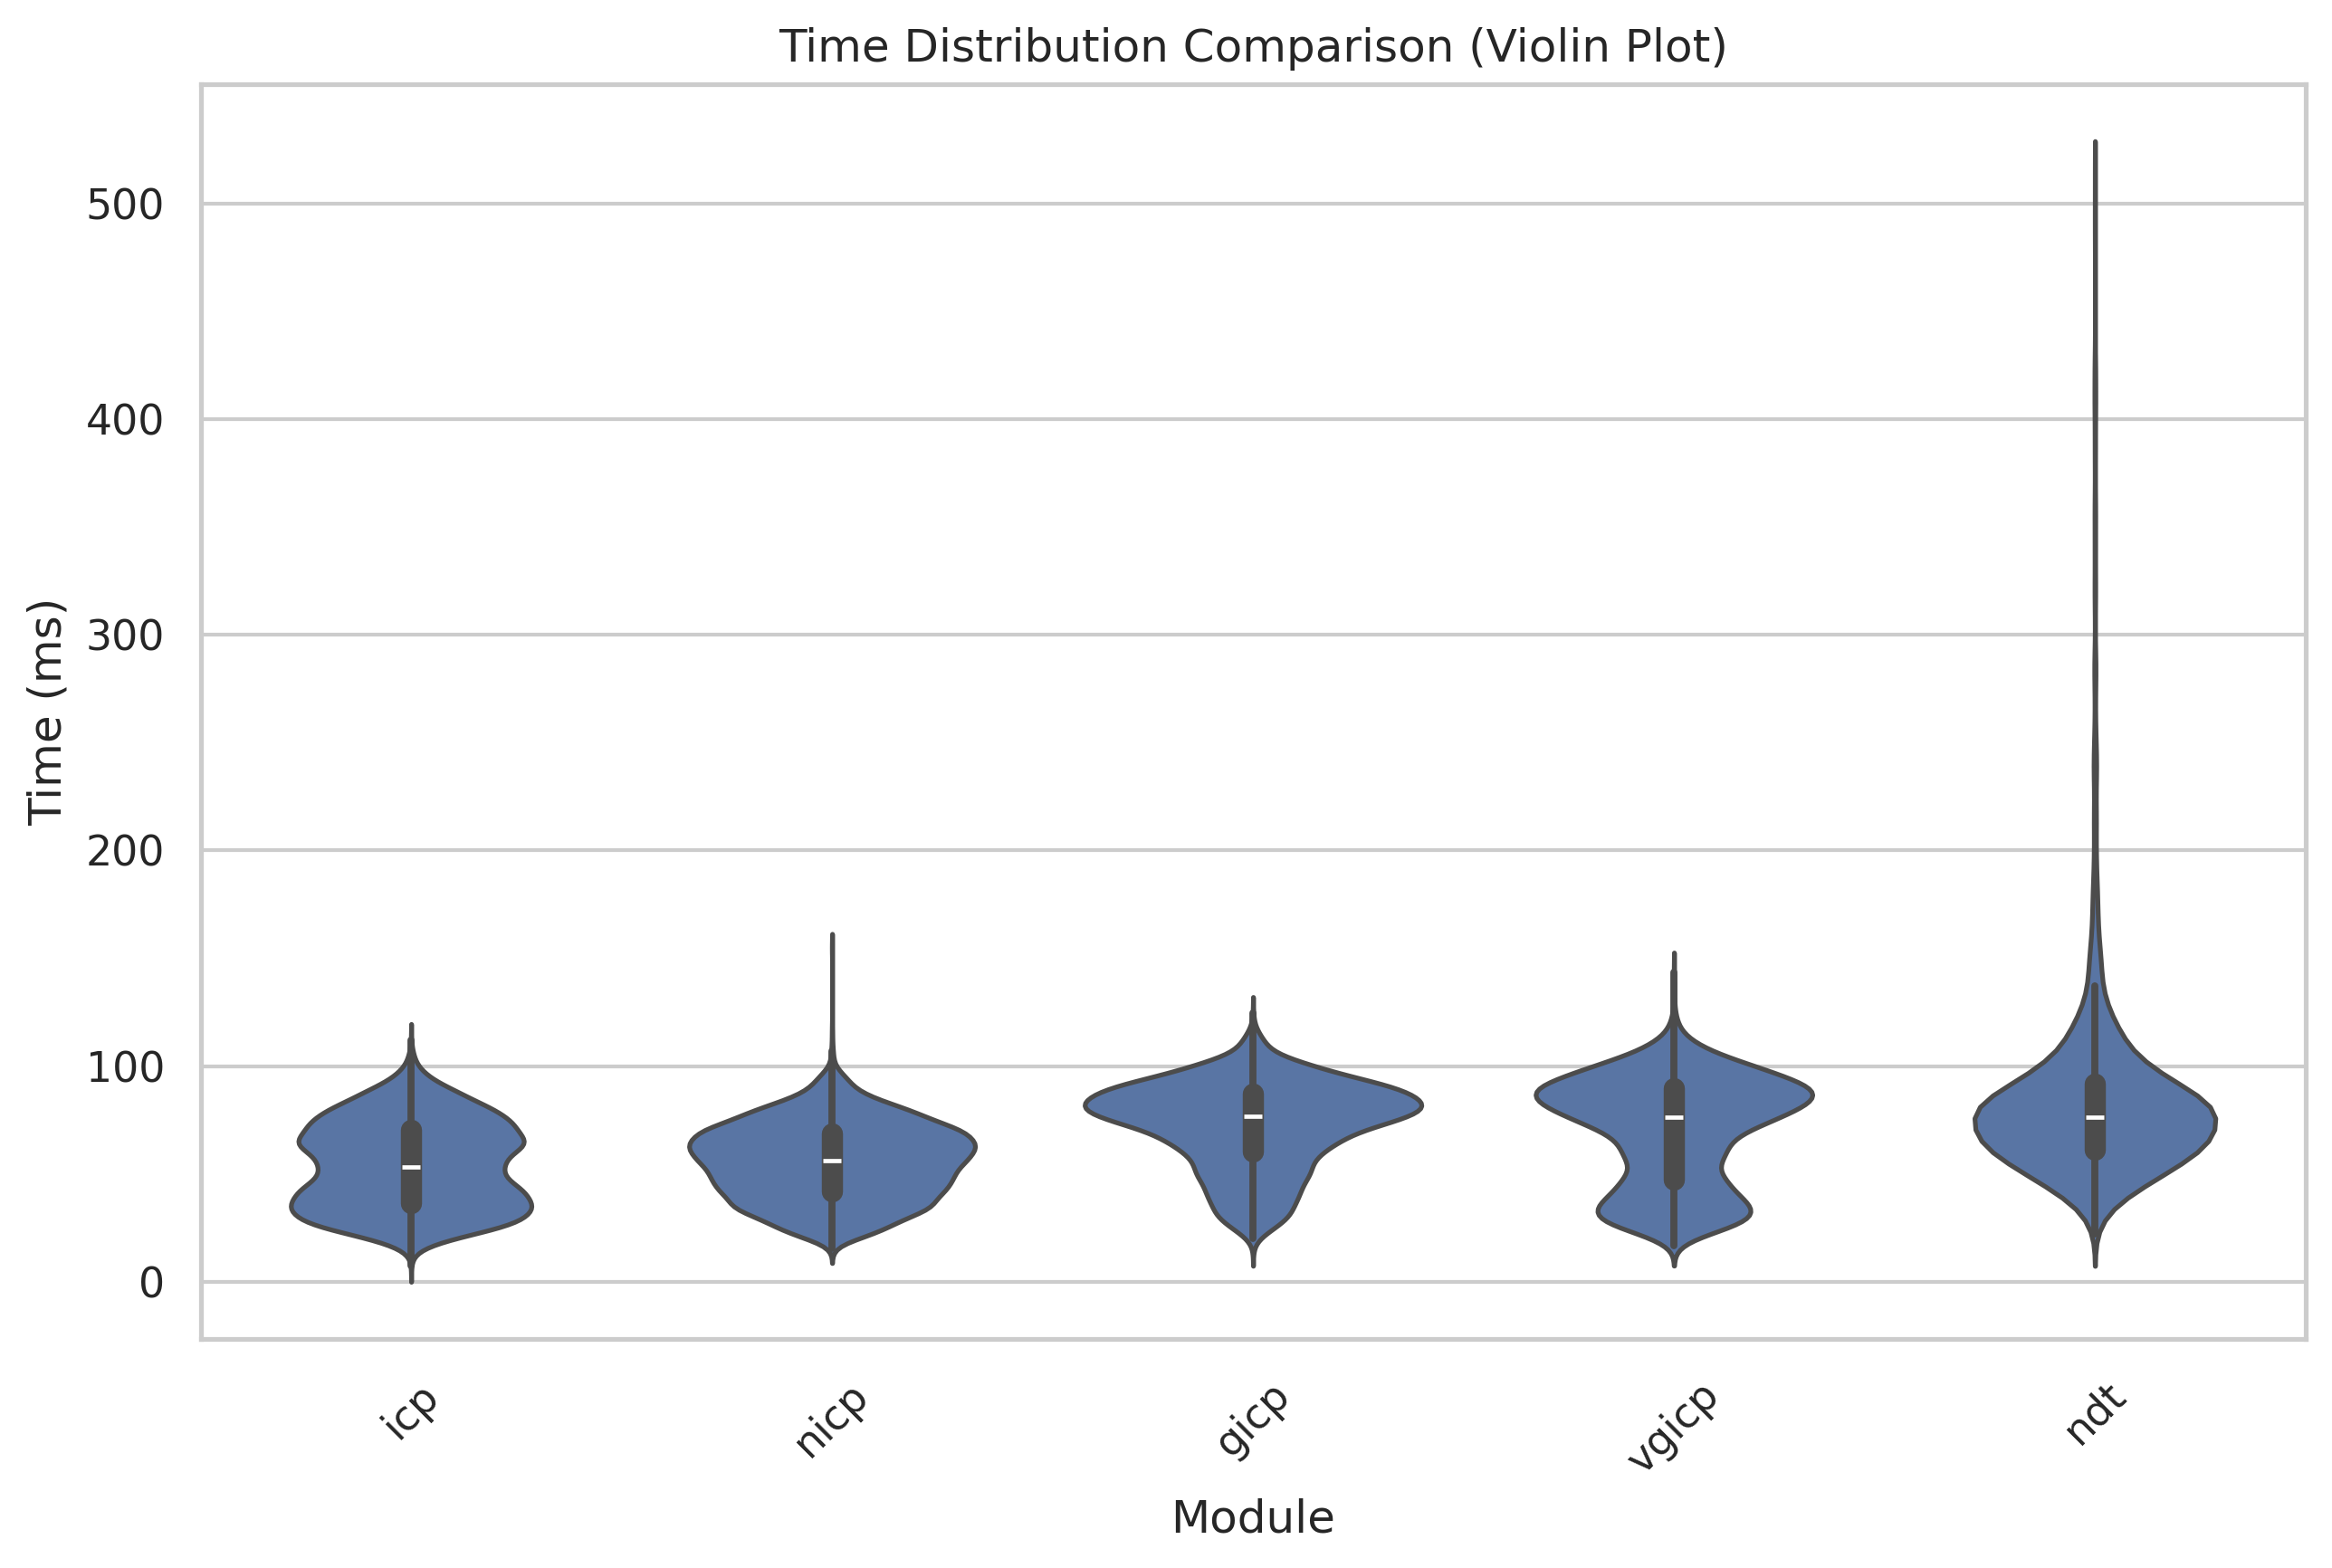 Time Distribution Comparison (Violin Plot)
Time (ms)
500
400
300
200
100
0
icp
nicp
gicp
vgicp
ndt
Module